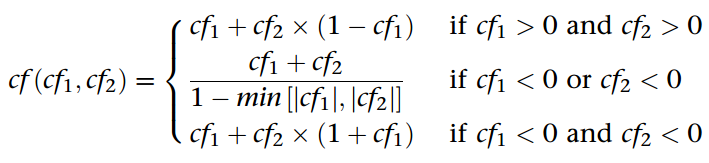 cf₁ + cf₂ × (1 − cf₁) if cf₁ > 0 and cf₂ > 0
cf(cf₁, cf₂) = { (cf₁ + cf₂) / (1 − min [|cf₁|, |cf₂|]) if cf₁ < 0 or cf₂ < 0
cf₁ + cf₂ × (1 + cf₁) if cf₁ < 0 and cf₂ < 0